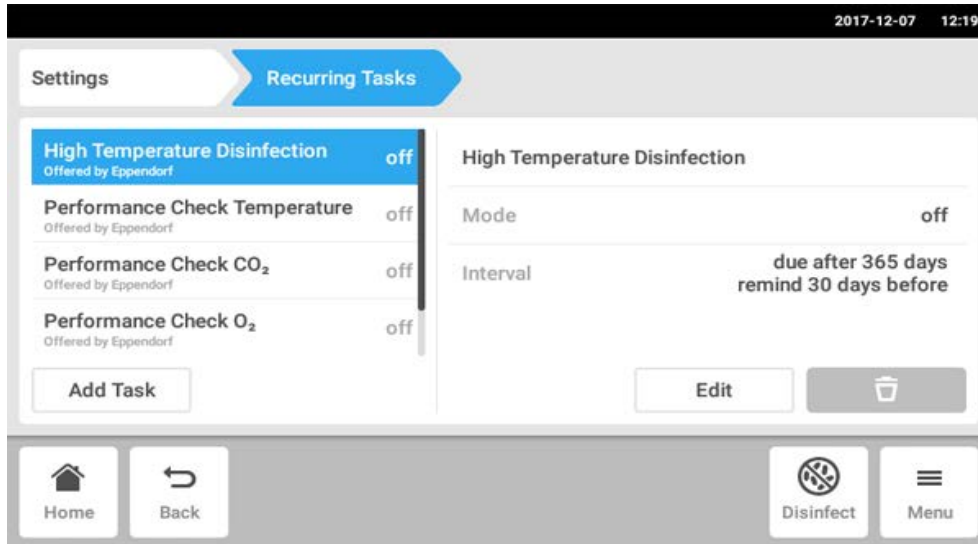 2017-12-07 12:19
Settings
Recurring Tasks
High Temperature Disinfection off
Offered by Eppendorf
Performance Check Temperature off
Offered by Eppendorf
Performance Check CO₂ off
Offered by Eppendorf
Performance Check O₂ off
Offered by Eppendorf
Add Task
High Temperature Disinfection
Mode off
Interval due after 365 days
remind 30 days before
Edit
Home
Back
Disinfect
Menu